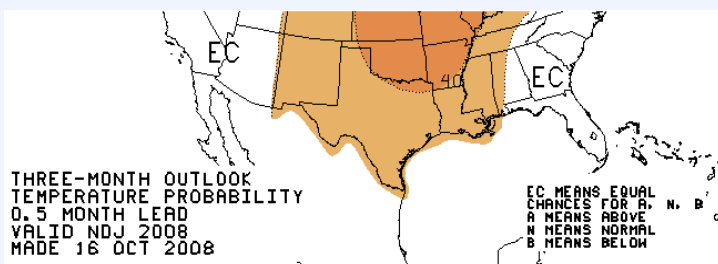 EC
40
EC
THREE-MONTH OUTLOOK
TEMPERATURE PROBABILITY
0.5 MONTH LEAD
VALID NDJ 2008
MADE 16 OCT 2008
EC MEANS EQUAL
CHANCES FOR A, N, B
A MEANS ABOVE
N MEANS NORMAL
B MEANS BELOW